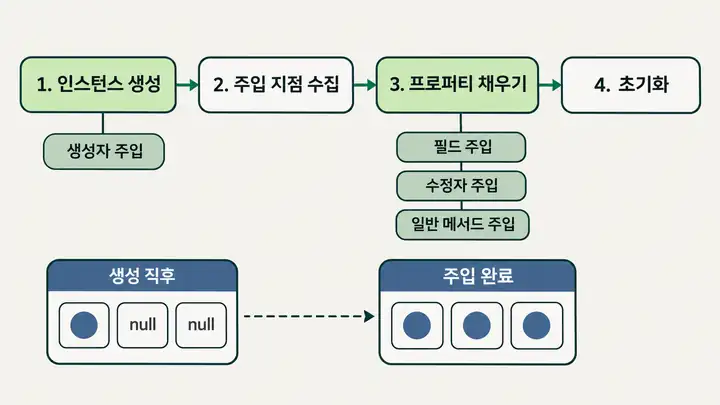 1. 인스턴스 생성
2. 주입 지점 수집
3. 프로퍼티 채우기
4. 초기화
생성자 주입
필드 주입
수정자 주입
일반 메서드 주입
생성 직후
null
null
주입 완료